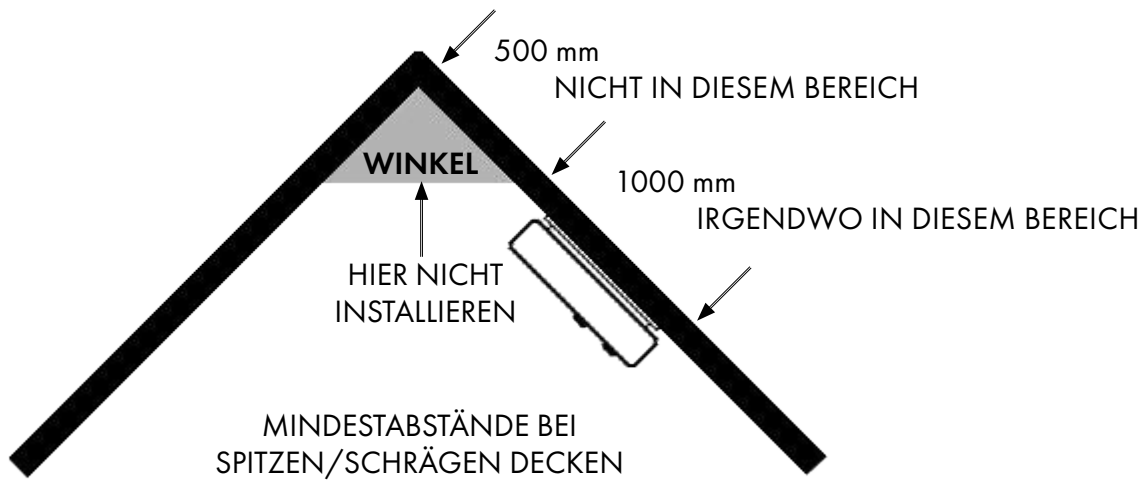 500 mm
NICHT IN DIESEM BEREICH
WINKEL
1000 mm
IRGENDWO IN DIESEM BEREICH
HIER NICHT
INSTALLIEREN
MINDESTABSTÄNDE BEI
SPITZEN/SCHRÄGEN DECKEN